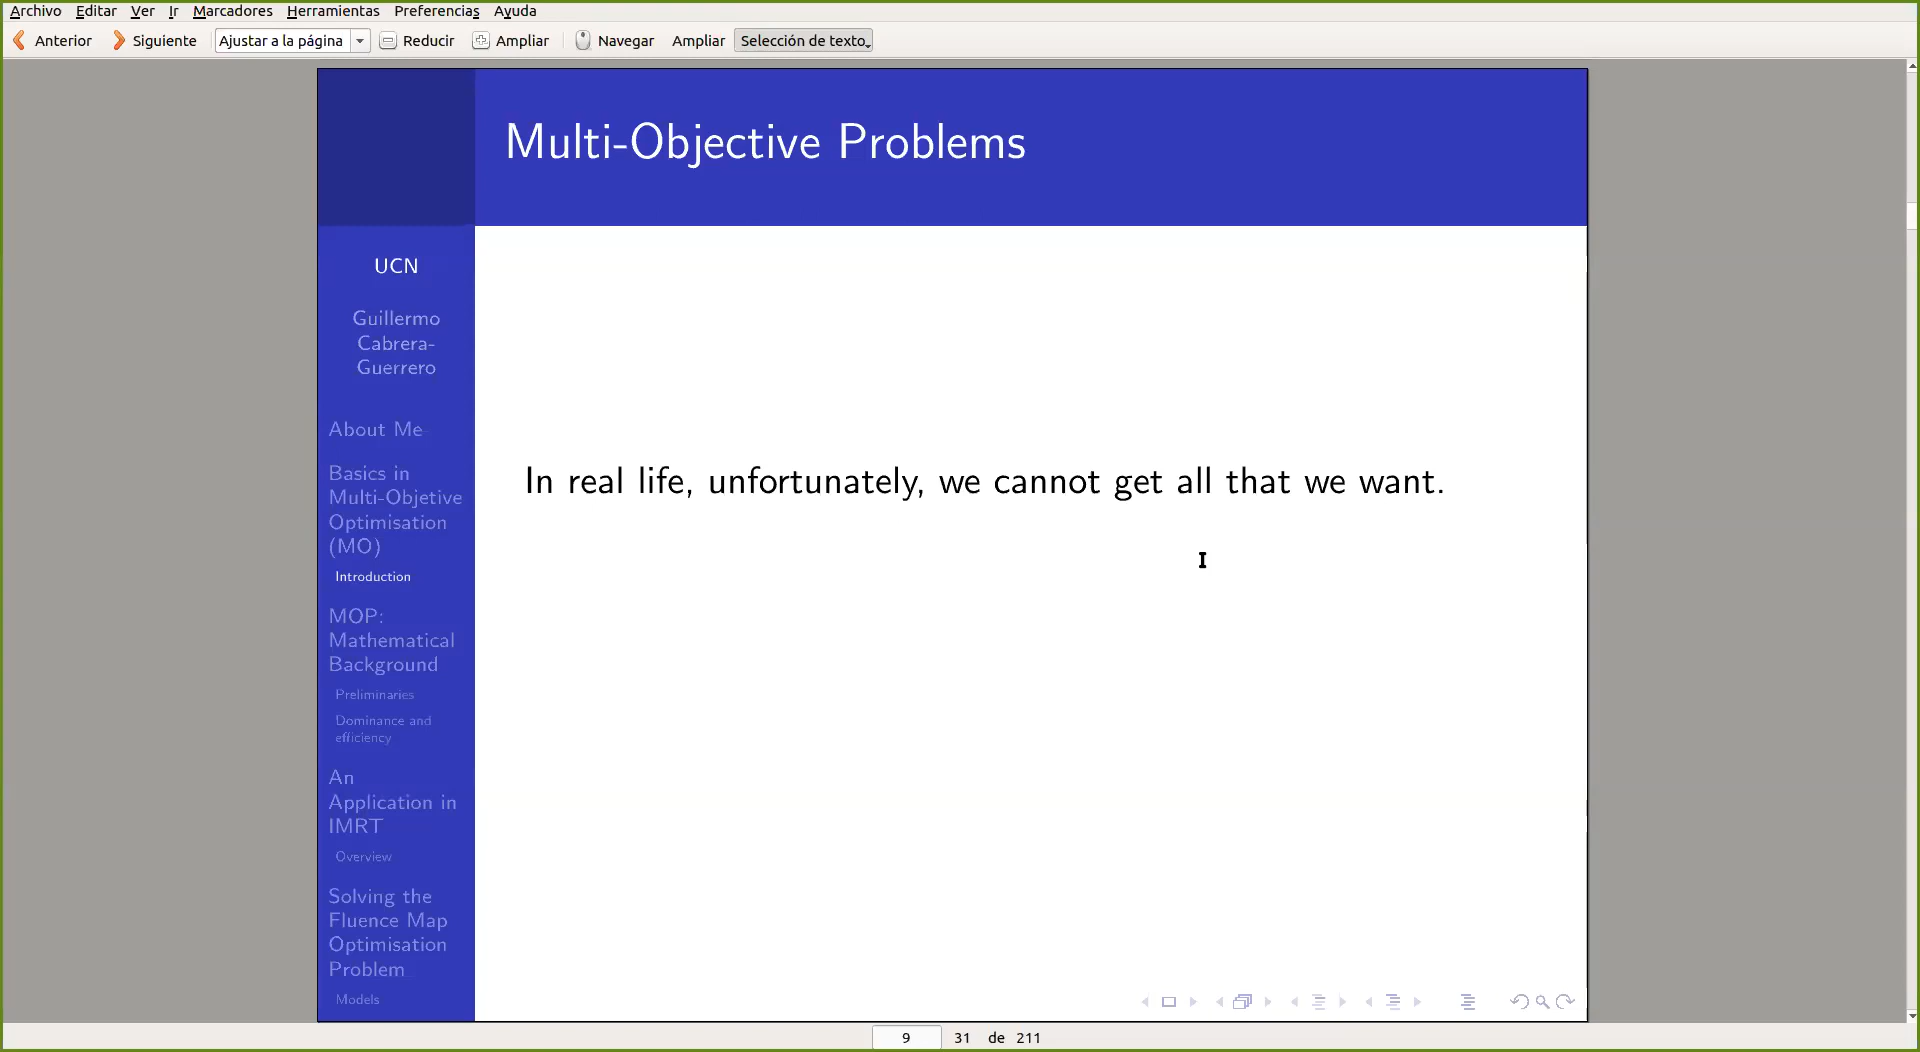 Archivo Editar Ver Ir Marcadores Herramientas Preferencias Ayuda
Anterior Siguiente Ajustar a la página Reducir Ampliar Navegar Ampliar Selección de texto
Multi-Objective Problems
UCN
Guillermo
Cabrera-
Guerrero
About Me
Basics in
Multi-Objetive
Optimisation
(MO)
Introduction
MOP:
Mathematical
Background
Preliminaries
Dominance and
efficiency
An
Application in
IMRT
Overview
Solving the
Fluence Map
Optimisation
Problem
Models
In real life, unfortunately, we cannot get all that we want.
9 31 de 211